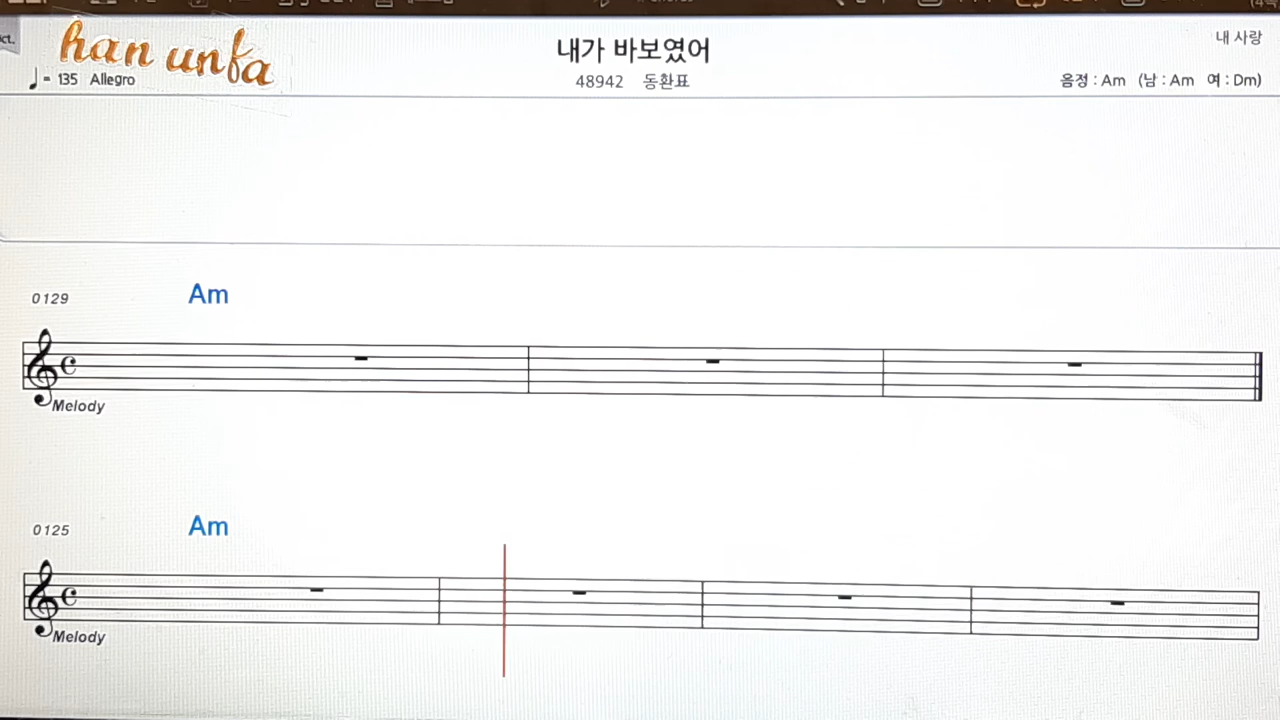 han unfa
내가 바보였어
내 사랑
♩= 135 Allegro
48942 동환표
음정 : Am (남 : Am 여 : Dm)
0129
Am
Melody
0125
Am
Melody